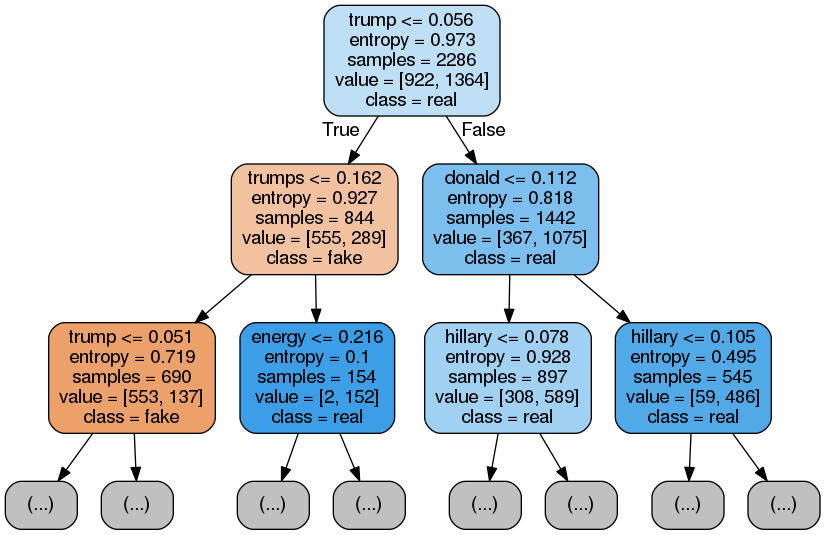 trump <= 0.056
entropy = 0.973
samples = 2286
value = [922, 1364]
class = real
True
False
trumps <= 0.162
entropy = 0.927
samples = 844
value = [555, 289]
class = fake
donald <= 0.112
entropy = 0.818
samples = 1442
value = [367, 1075]
class = real
trump <= 0.051
entropy = 0.719
samples = 690
value = [553, 137]
class = fake
energy <= 0.216
entropy = 0.1
samples = 154
value = [2, 152]
class = real
hillary <= 0.078
entropy = 0.928
samples = 897
value = [308, 589]
class = real
hillary <= 0.105
entropy = 0.495
samples = 545
value = [59, 486]
class = real
(...)
(...)
(...)
(...)
(...)
(...)
(...)
(...)